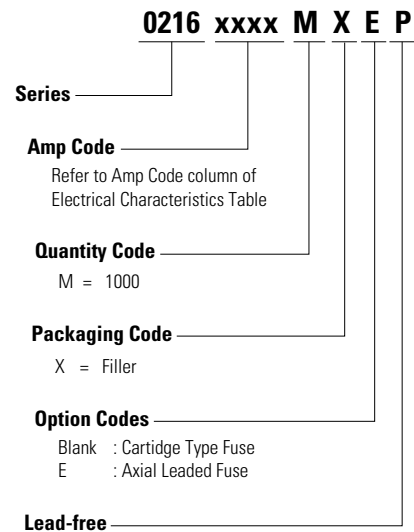 0216 xxxx M X E P
Series
Amp Code
Refer to Amp Code column of
Electrical Characteristics Table
Quantity Code
M = 1000
Packaging Code
X = Filler
Option Codes
Blank : Cartidge Type Fuse
E : Axial Leaded Fuse
Lead-free